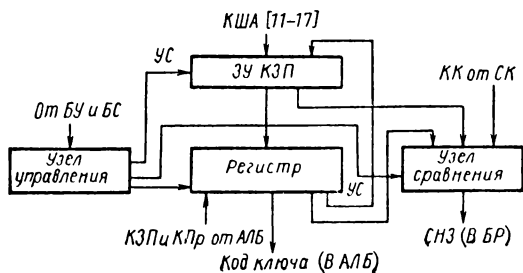 КША [11-17]
УС
ЗУ КЗП
КК от СК
От БУ и БС
Узел
управления
Регистр
УС
Узел
сравнения
КЗП и КПр от АЛБ
Код ключа (В АЛБ)
СНЗ (В БР)